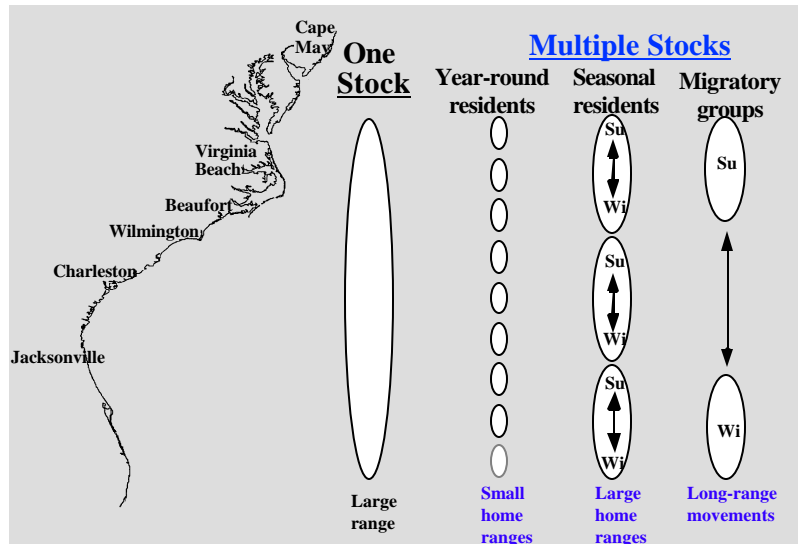 Cape
May
Virginia
Beach
Beaufort
Wilmington
Charleston
Jacksonville
One
Stock
Large
range
Multiple Stocks
Year-round
residents
Small
home
ranges
Seasonal
residents
Su
Wi
Su
Wi
Su
Wi
Large
home
ranges
Migratory
groups
Su
Wi
Long-range
movements